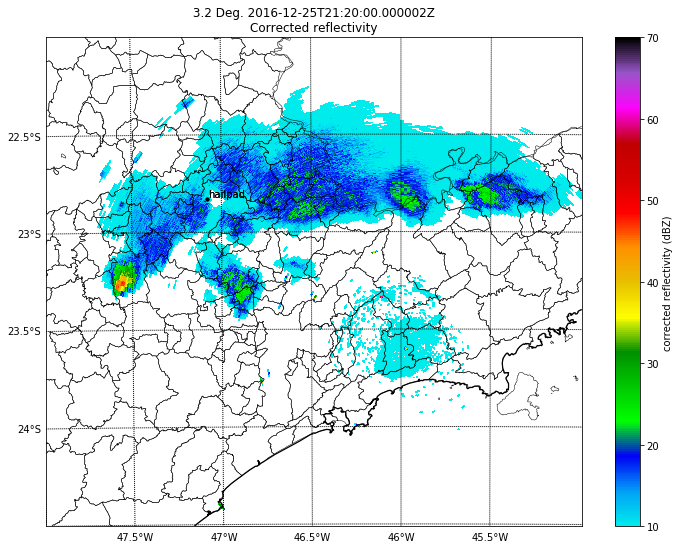 3.2 Deg. 2016-12-25T21:20:00.000002Z
Corrected reflectivity
70
60
50
40
30
20
10
corrected reflectivity (dBZ)
22.5°S
23°S
23.5°S
24°S
hailpad
47.5°W
47°W
46.5°W
46°W
45.5°W